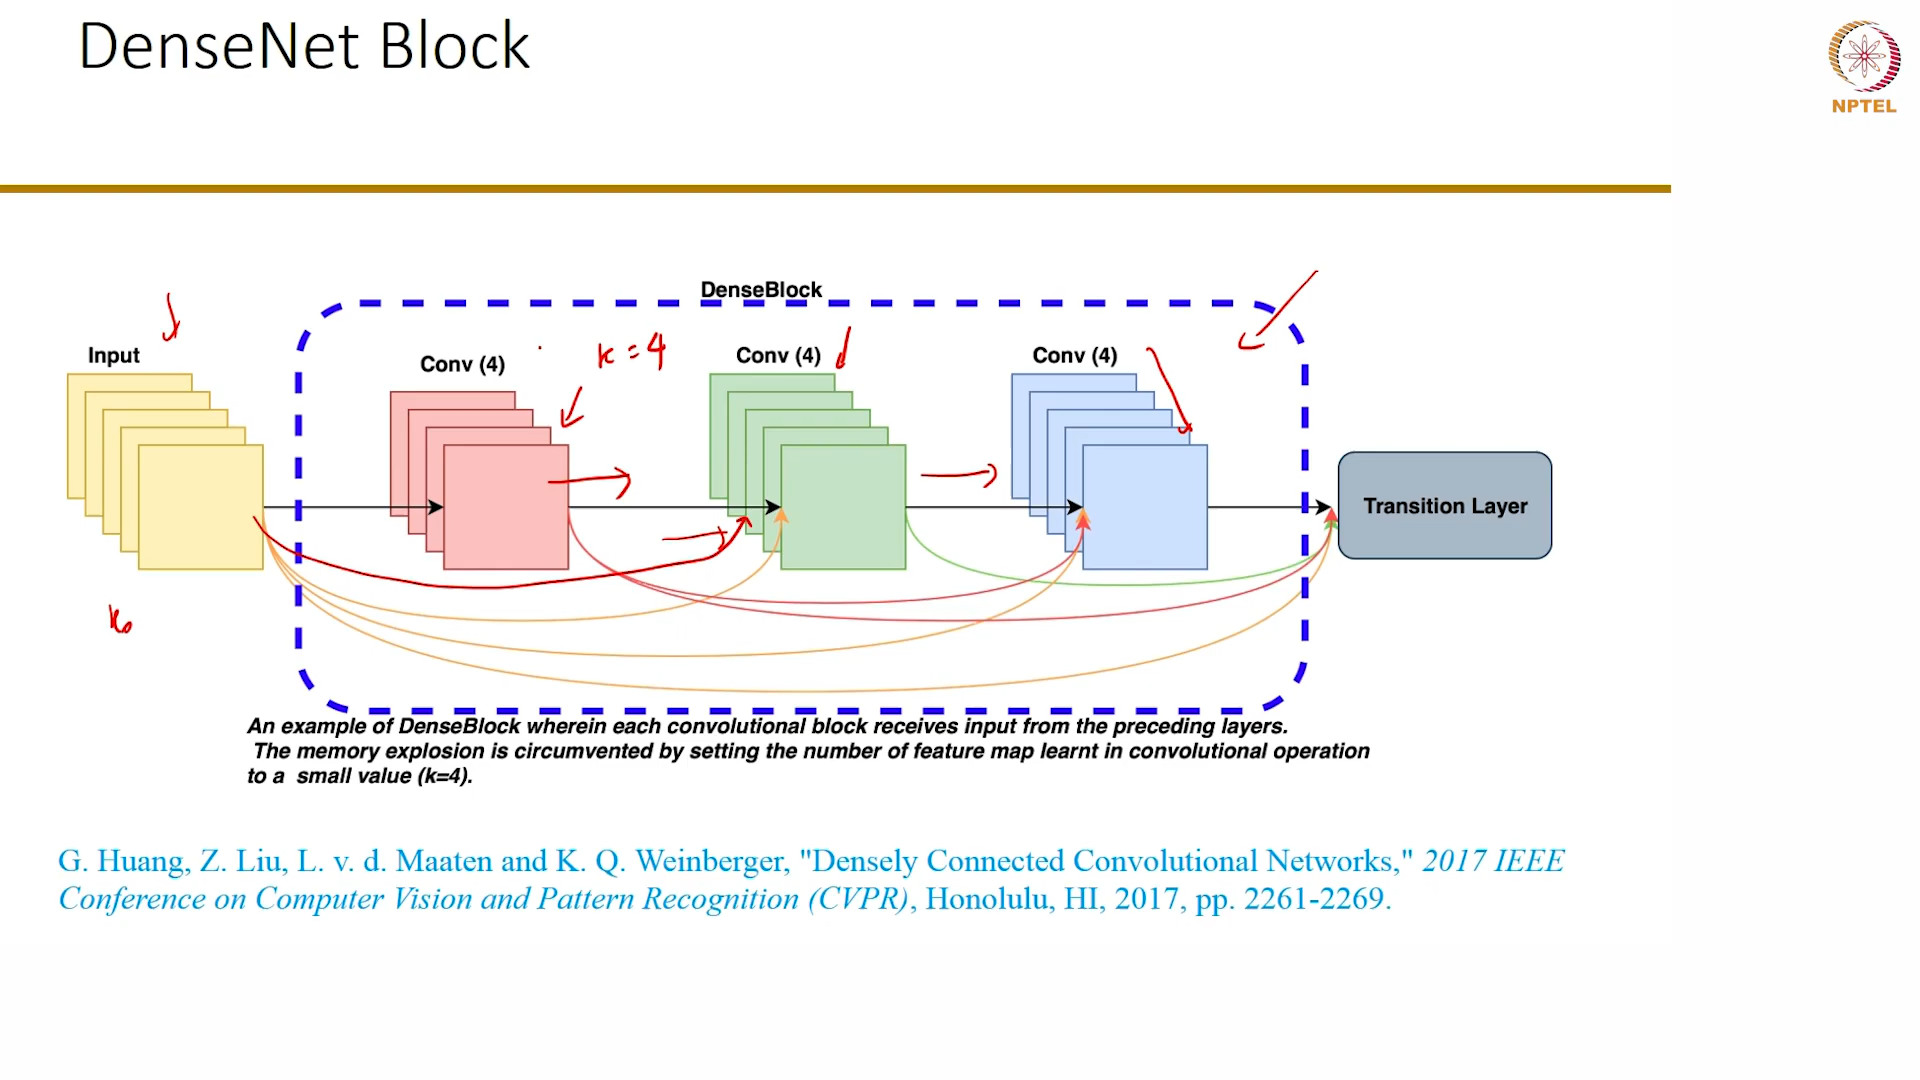 DenseNet Block
NPTEL
DenseBlock
Input
Conv (4)
k=4
Conv (4)
Conv (4)
Transition Layer
k₀
An example of DenseBlock wherein each convolutional block receives input from the preceding layers.
The memory explosion is circumvented by setting the number of feature map learnt in convolutional operation
to a small value (k=4).
G. Huang, Z. Liu, L. v. d. Maaten and K. Q. Weinberger, "Densely Connected Convolutional Networks," 2017 IEEE
Conference on Computer Vision and Pattern Recognition (CVPR), Honolulu, HI, 2017, pp. 2261-2269.